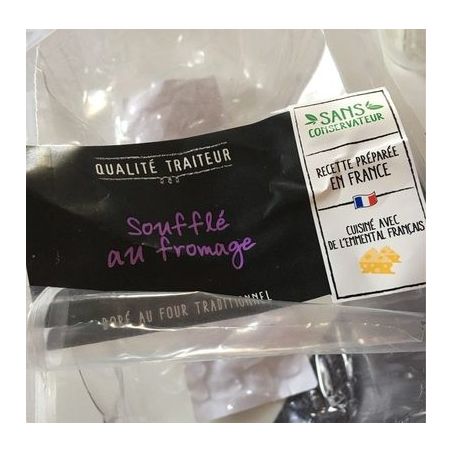 QUALITÉ TRAITEUR
Soufflé
au fromage
DORÉ AU FOUR TRADITIONNEL
SANS
CONSERVATEUR
RECETTE PRÉPARÉE
EN FRANCE
CUISINÉ AVEC
DE L'EMMENTAL FRANÇAIS